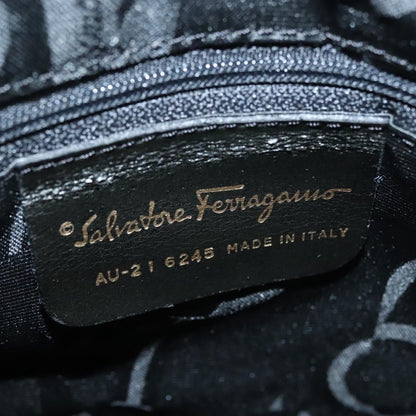 ©Salvatore Ferragamo
AU-21 6245 MADE IN ITALY